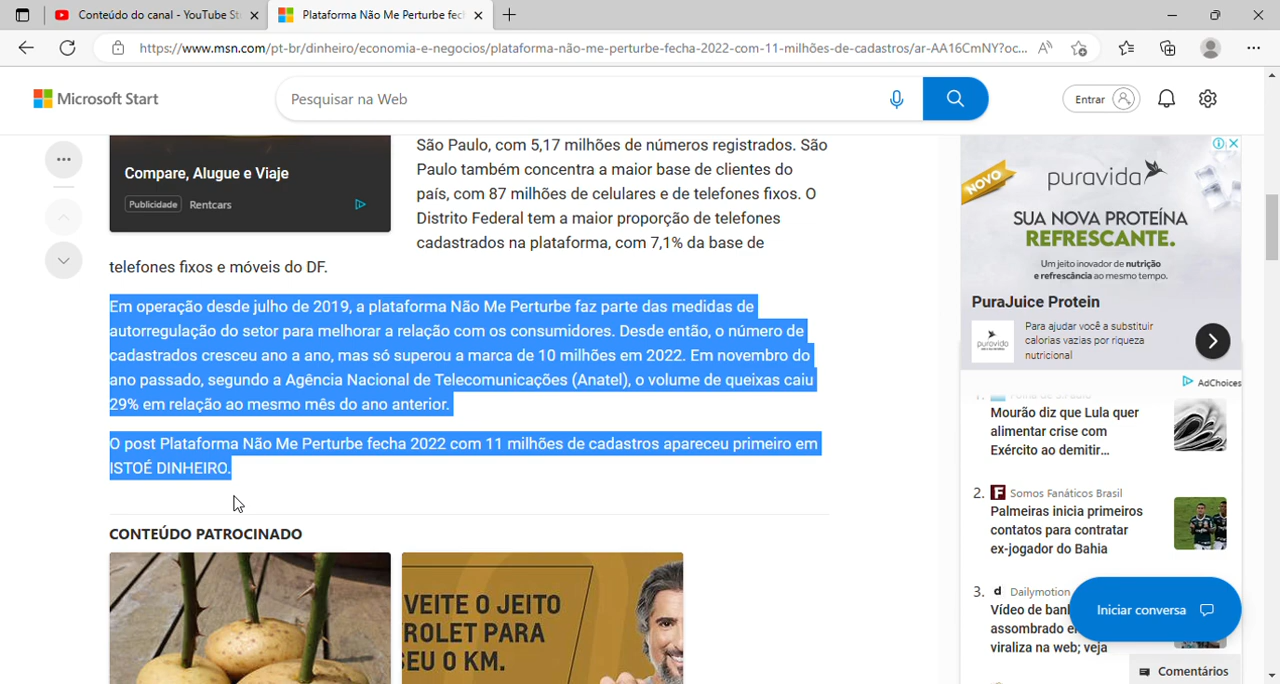 Conteúdo do canal - YouTube St
Plataforma Não Me Perturbe fec
https://www.msn.com/pt-br/dinheiro/economia-e-negocios/plataforma-não-me-perturbe-fecha-2022-com-11-milhões-de-cadastros/ar-AA16CmNY?oc...
Microsoft Start
Pesquisar na Web
Entrar
Compare, Alugue e Viaje
Publicidade Rentcars
São Paulo, com 5,17 milhões de números registrados. São
Paulo também concentra a maior base de clientes do
país, com 87 milhões de celulares e de telefones fixos. O
Distrito Federal tem a maior proporção de telefones
cadastrados na plataforma, com 7,1% da base de
telefones fixos e móveis do DF.
Em operação desde julho de 2019, a plataforma Não Me Perturbe faz parte das medidas de
autorregulação do setor para melhorar a relação com os consumidores. Desde então, o número de
cadastrados cresceu ano a ano, mas só superou a marca de 10 milhões em 2022. Em novembro do
ano passado, segundo a Agência Nacional de Telecomunicações (Anatel), o volume de queixas caiu
29% em relação ao mesmo mês do ano anterior.
O post Plataforma Não Me Perturbe fecha 2022 com 11 milhões de cadastros apareceu primeiro em
ISTOÉ DINHEIRO.
CONTEÚDO PATROCINADO
VEITE O JEITO
ROLET PARA
SEU O KM.
NOVO
puravida
SUA NOVA PROTEÍNA
REFRESCANTE.
Um jeito inovador de nutrição
e refrescância ao mesmo tempo.
PuraJuice Protein
puravida
Para ajudar você a substituir
calorias vazias por riqueza
nutricional
AdChoices
Mourão diz que Lula quer
alimentar crise com
Exército ao demitir...
2. F Somos Fanáticos Brasil
Palmeiras inicia primeiros
contatos para contratar
ex-jogador do Bahia
3. d Dailymotion
Vídeo de ban
assombrado e
viraliza na web; veja
Iniciar conversa
Comentários